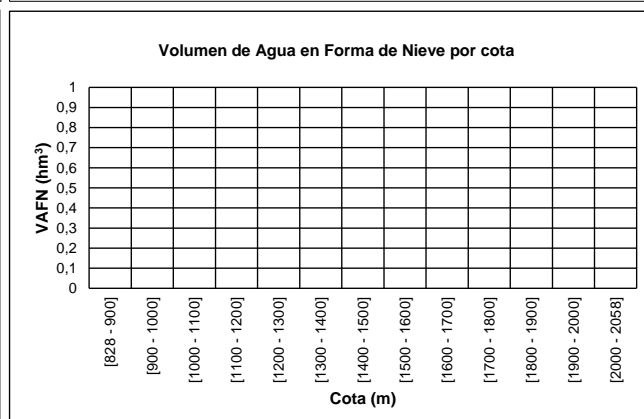 Volumen de Agua en Forma de Nieve por cota
VAFN (hm³)
1
0,9
0,8
0,7
0,6
0,5
0,4
0,3
0,2
0,1
0
[828 - 900]
[900 - 1000]
[1000 - 1100]
[1100 - 1200]
[1200 - 1300]
[1300 - 1400]
[1400 - 1500]
[1500 - 1600]
[1600 - 1700]
[1700 - 1800]
[1800 - 1900]
[1900 - 2000]
[2000 - 2058]
Cota (m)